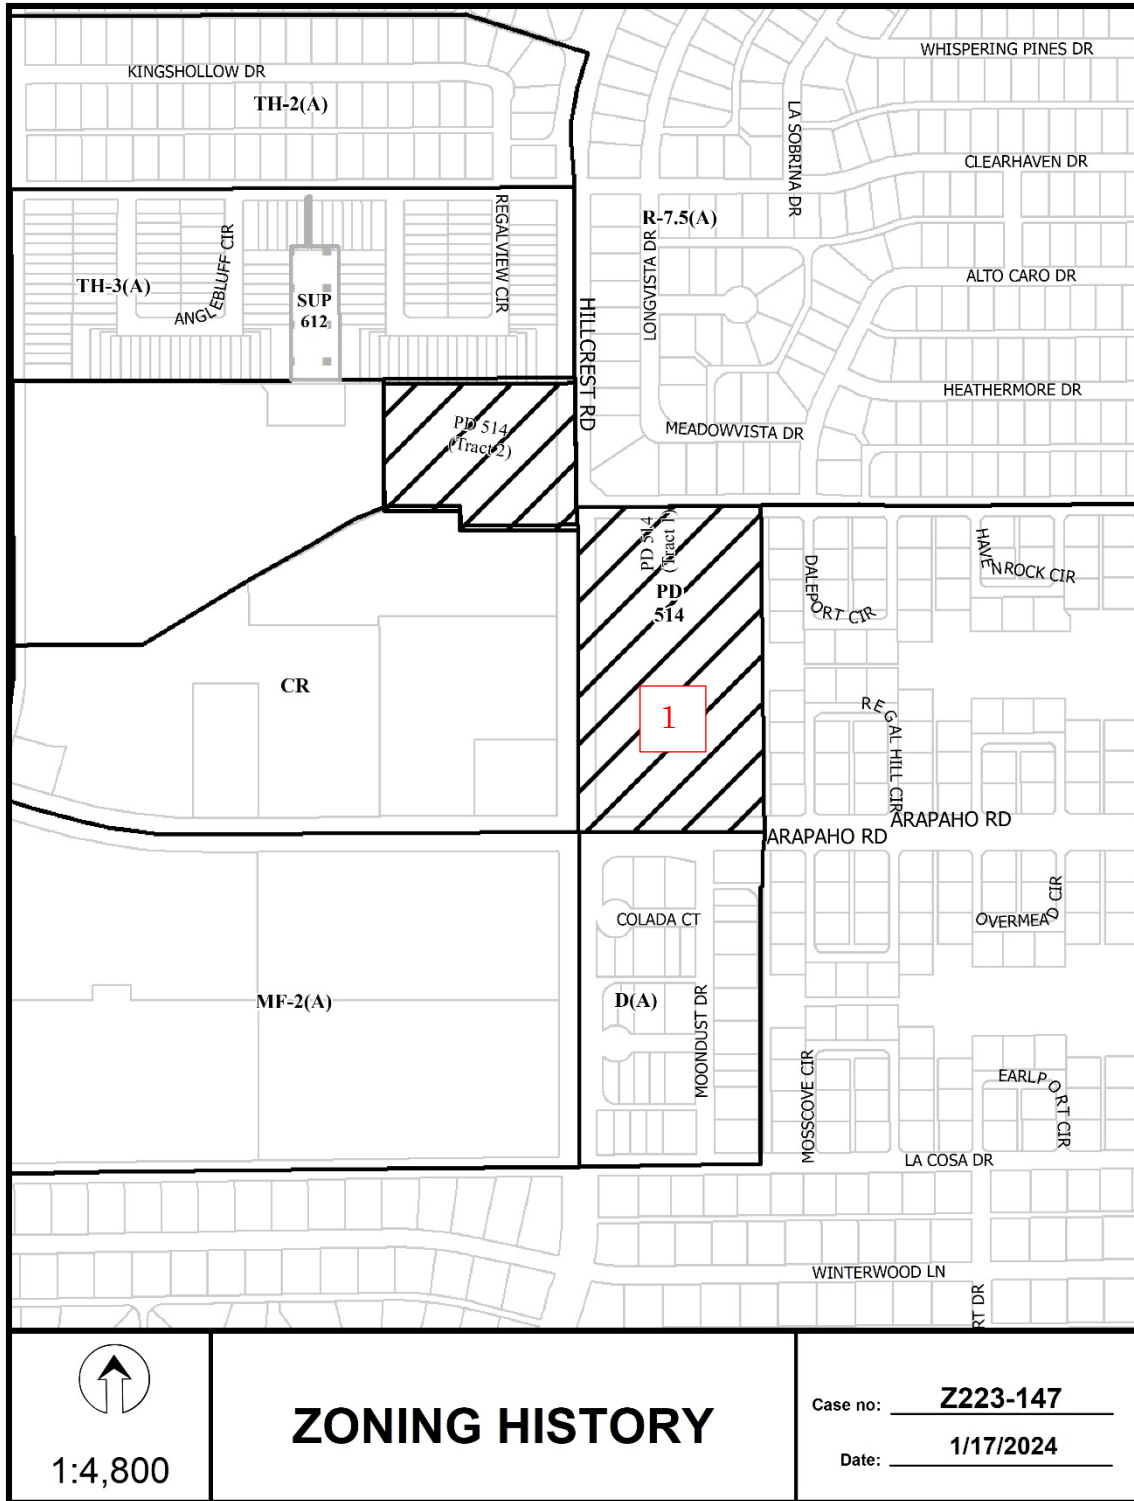 WHISPERING PINES DR
KINGSHOLLOW DR
TH-2(A)
LA SOBRINA DR
CLEARHAVEN DR
REGALVIEW CIR
R-7.5(A)
ANGLEBLUFF CIR
LONGVISTA DR
ALTO CARO DR
TH-3(A)
SUP
612
HILLCREST RD
HEATHERMORE DR
MEADOWVISTA DR
PD 514
(Tract 2)
PD 514
(Tract 1)
HAVENROCK CIR
DALEPORT CIR
PD
514
CR
1
REGAL HILL CIR
ARAPAHO RD
ARAPAHO RD
COLADA CT
OVERMEAD CIR
MF-2(A)
D(A)
MOONDUST DR
MOSSCOVE CIR
EARLPORT CIR
LA COSA DR
WINTERWOOD LN
RT DR
1:4,800
ZONING HISTORY
Case no: Z223-147
Date: 1/17/2024